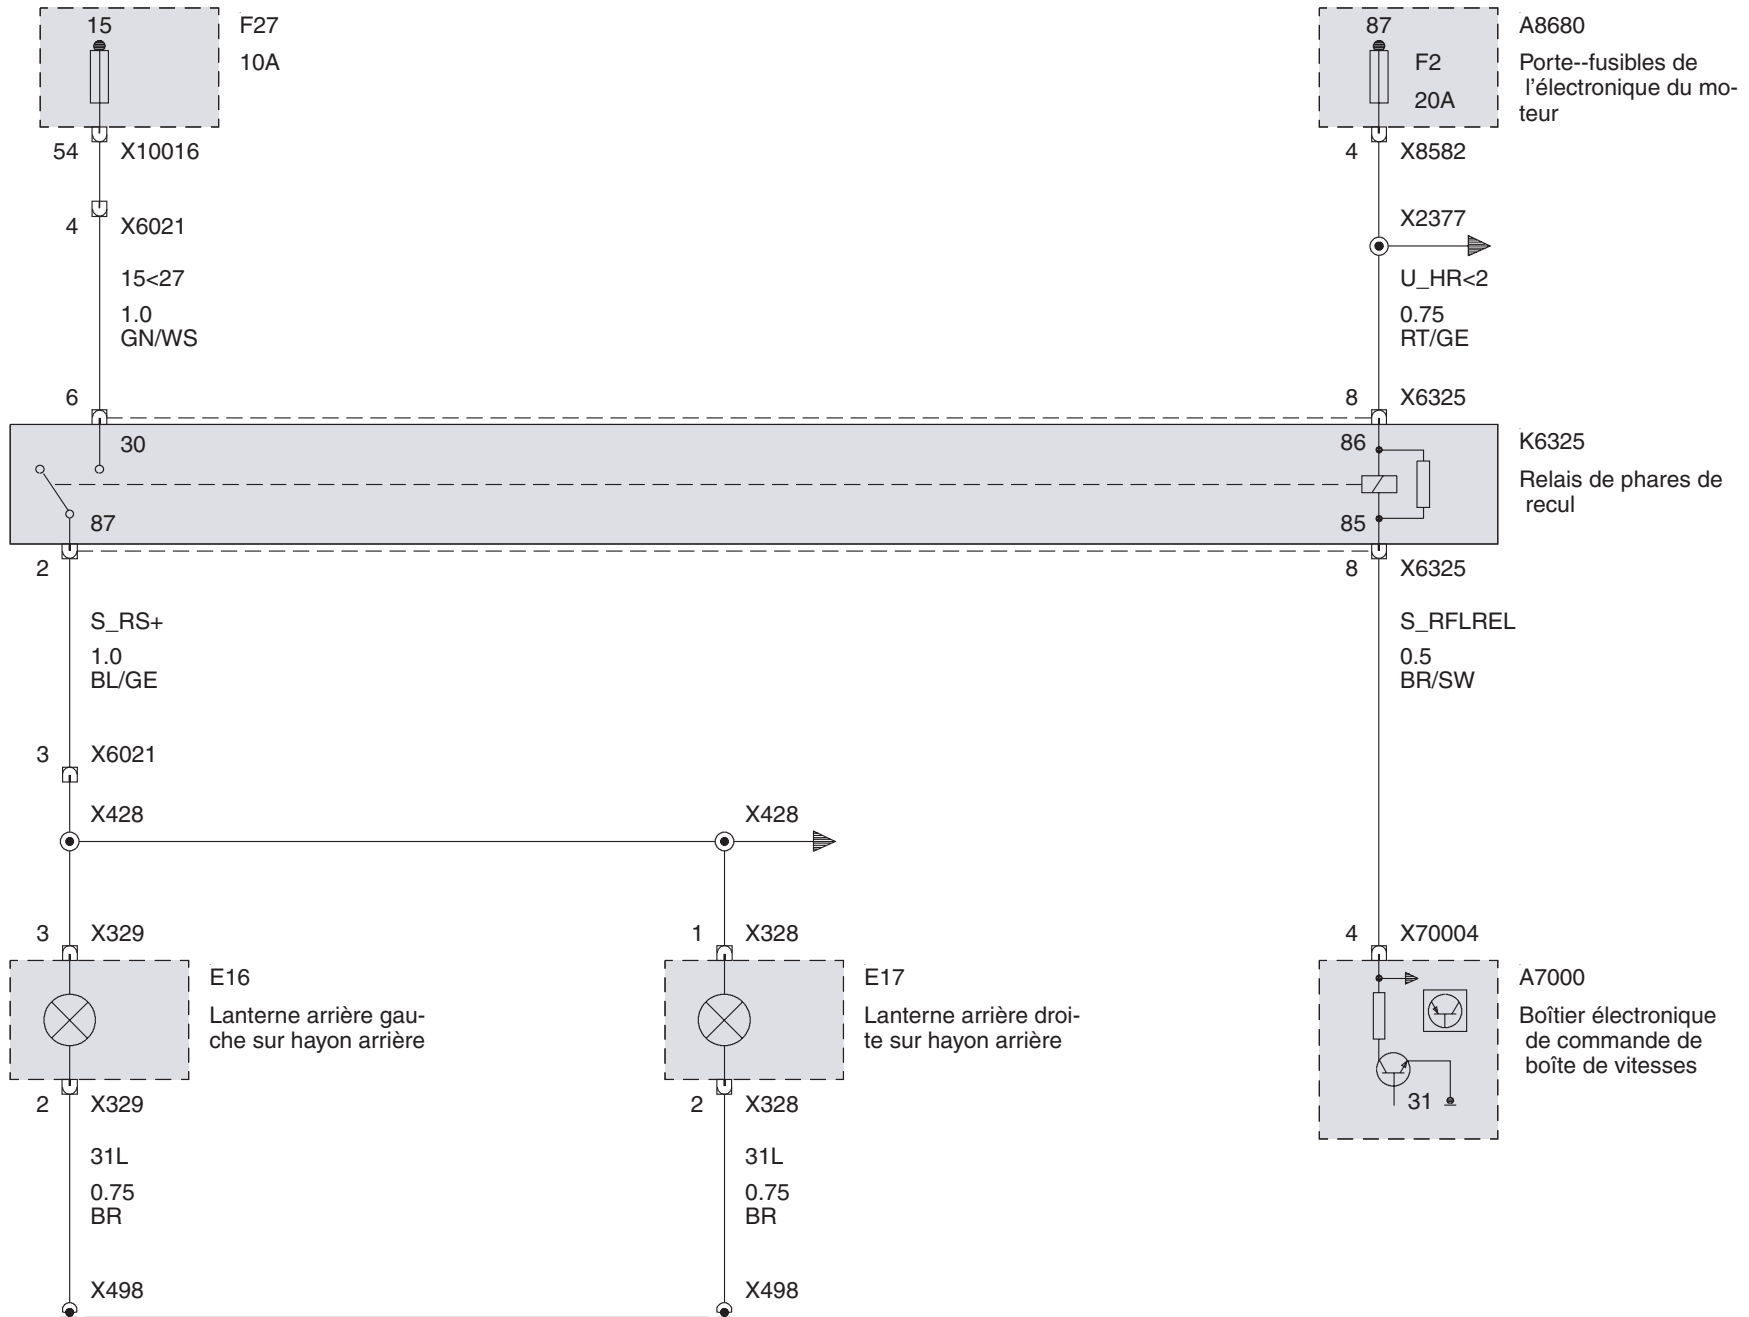 15
F27
10A
54
X10016
4
X6021
15<27
1.0
GN/WS
6
87
F2
20A
A8680
Porte--fusibles de
l'électronique du mo-
teur
4
X8582
X2377
U_HR<2
0.75
RT/GE
8
X6325
30
87
86
85
K6325
Relais de phares de
recul
2
S_RS+
1.0
BL/GE
3
X6021
X428
X428
8
X6325
S_RFLREL
0.5
BR/SW
3
X329
E16
Lanterne arrière gau-
che sur hayon arrière
2
X329
31L
0.75
BR
X498
1
X328
E17
Lanterne arrière droi-
te sur hayon arrière
2
X328
31L
0.75
BR
X498
4
X70004
A7000
Boîtier électronique
de commande de
boîte de vitesses
31